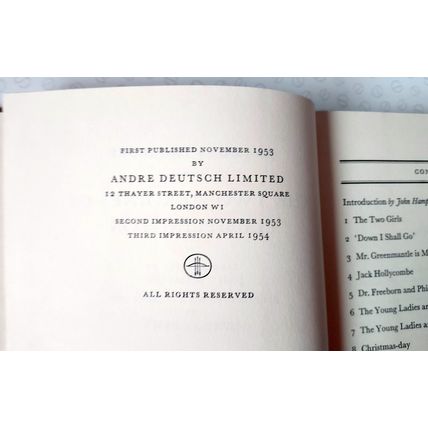 FIRST PUBLISHED NOVEMBER 1953
BY
ANDRE DEUTSCH LIMITED
12 THAYER STREET, MANCHESTER SQUARE
LONDON W1
SECOND IMPRESSION NOVEMBER 1953
THIRD IMPRESSION APRIL 1954
ALL RIGHTS RESERVED
CON
Introduction by John Hamp
1 The Two Girls
2 'Down I Shall Go'
3 Mr. Greenmantle is M
4 Jack Hollycombe
5 Dr. Freeborn and Phi
6 The Young Ladies a
7 The Young Ladies a
8 Christmas-day